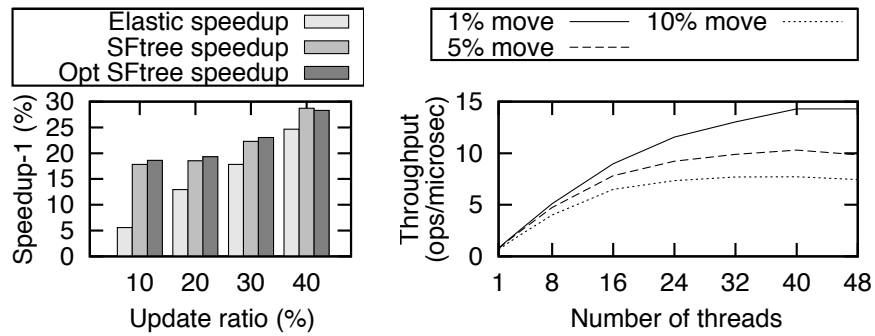 Elastic speedup
SFtree speedup
Opt SFtree speedup
Speedup-1 (%)
30
25
20
15
10
5
0
10 20 30 40
Update ratio (%)
1% move 10% move
5% move
Throughput
(ops/microsec)
15
10
5
0
1 8 16 24 32 40 48
Number of threads